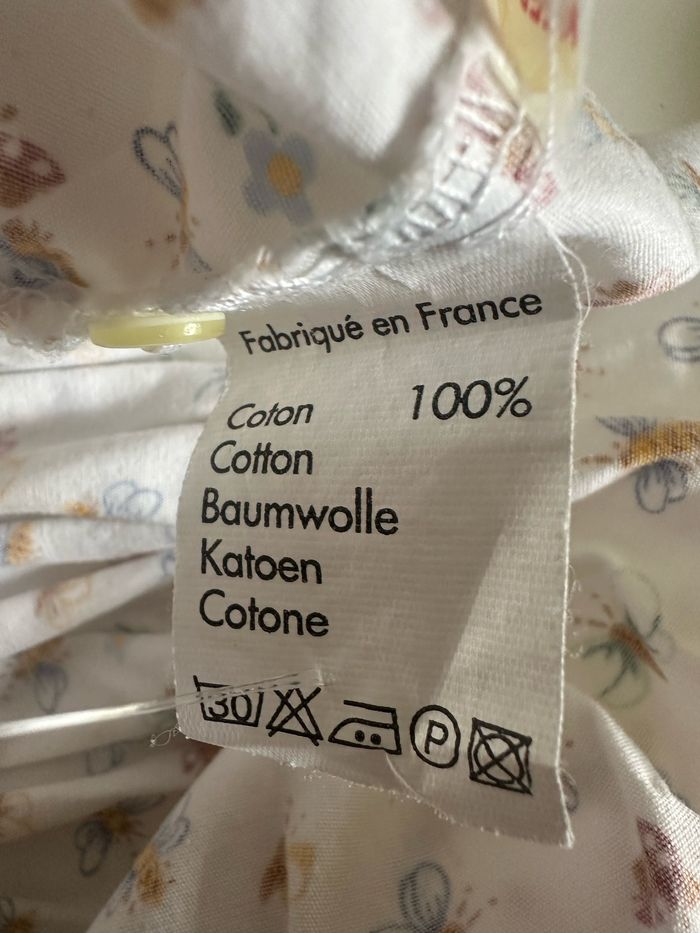 Fabriqué en France
Coton 100%
Cotton
Baumwolle
Katoen
Cotone
30 P